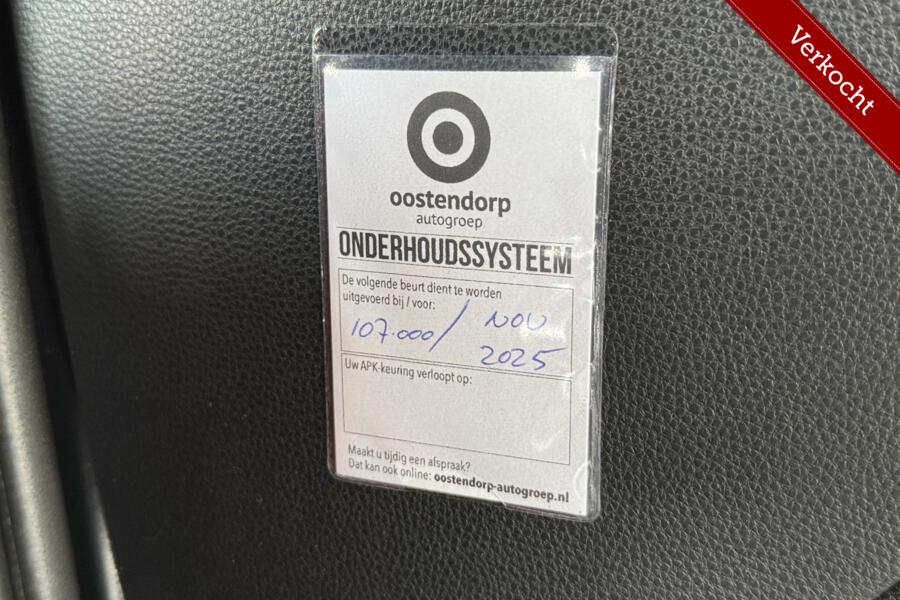 Verkocht
oostendorp
autogroep
ONDERHOUDSSYSTEEM
De volgende beurt dient te worden
uitgevoerd bij / voor:
107.000 / NOV
2025
Uw APK-keuring verloopt op:
Maakt u tijdig een afspraak?
Dat kan ook online: oostendorp-autogroep.nl